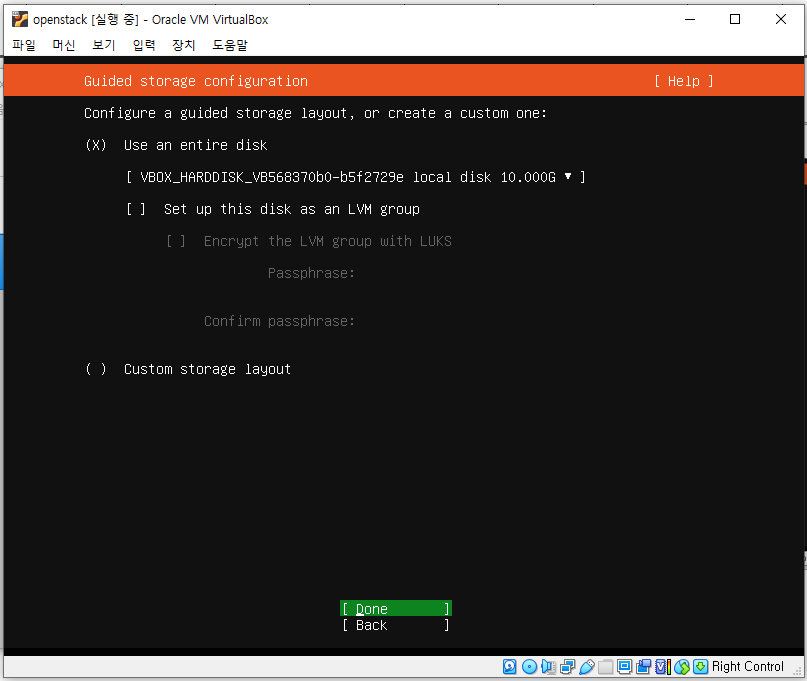 openstack [실행 중] - Oracle VM VirtualBox
파일 머신 보기 입력 장치 도움말
Guided storage configuration [ Help ]
Configure a guided storage layout, or create a custom one:
(X) Use an entire disk
[ VBOX_HARDDISK_VB568370b0-b5f2729e local disk 10.000G ▾ ]
[ ] Set up this disk as an LVM group
[ ] Encrypt the LVM group with LUKS
Passphrase:
Confirm passphrase:
( ) Custom storage layout
[ Done ]
[ Back ]
Right Control